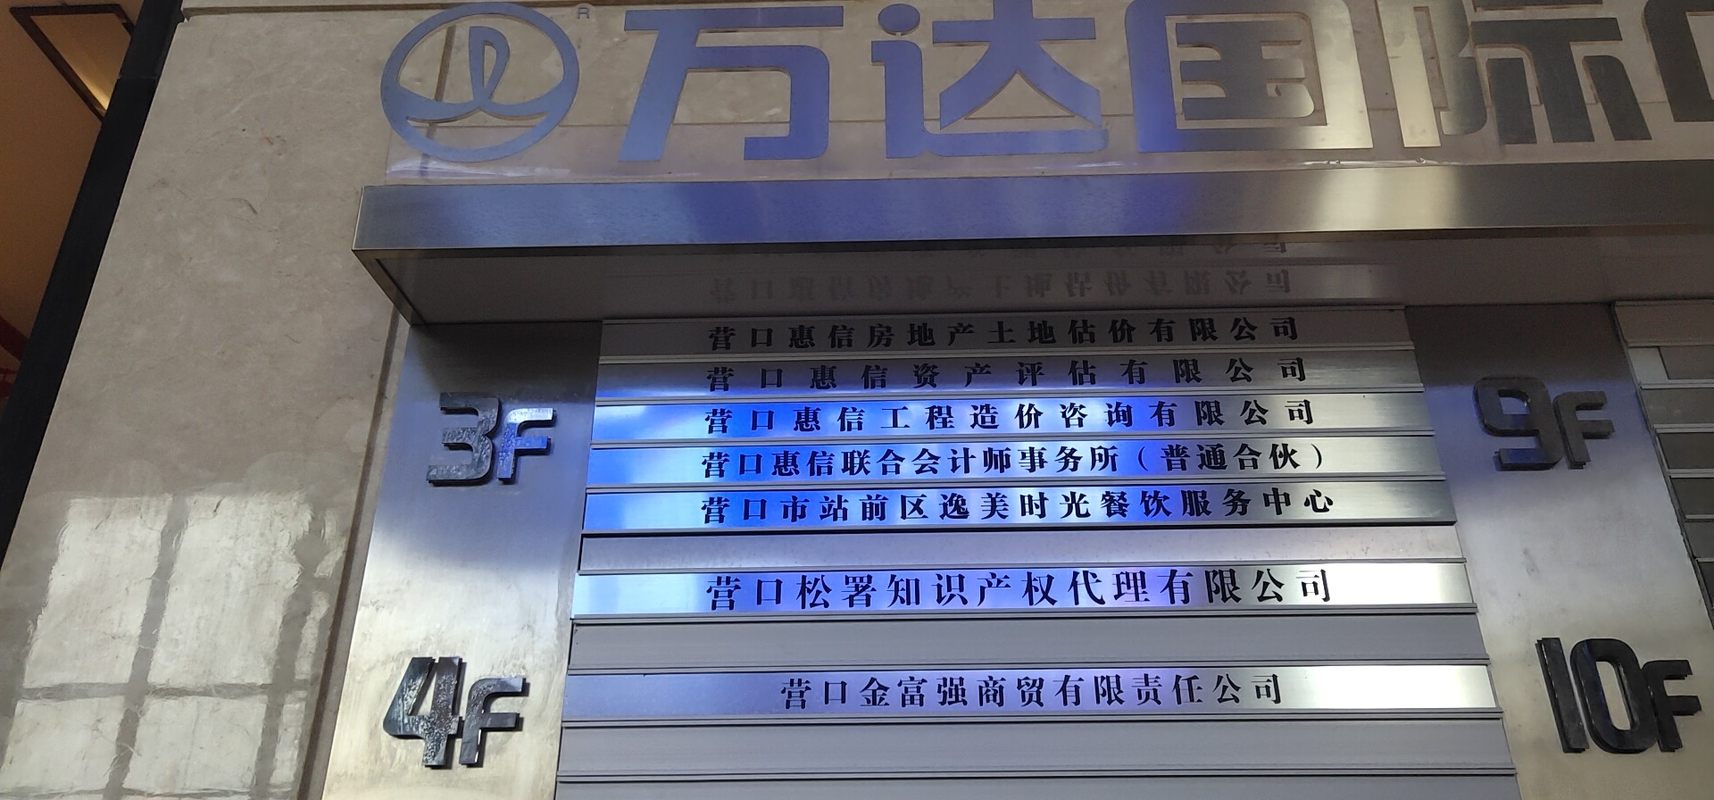 ® 万达国际
营口惠信房地产土地估价有限公司
营口惠信资产评估有限公司
3F
营口惠信工程造价咨询有限公司
9F
营口惠信联合会计师事务所（普通合伙）
营口市站前区逸美时光餐饮服务中心
营口松署知识产权代理有限公司
4F
营口金富强商贸有限责任公司
10F